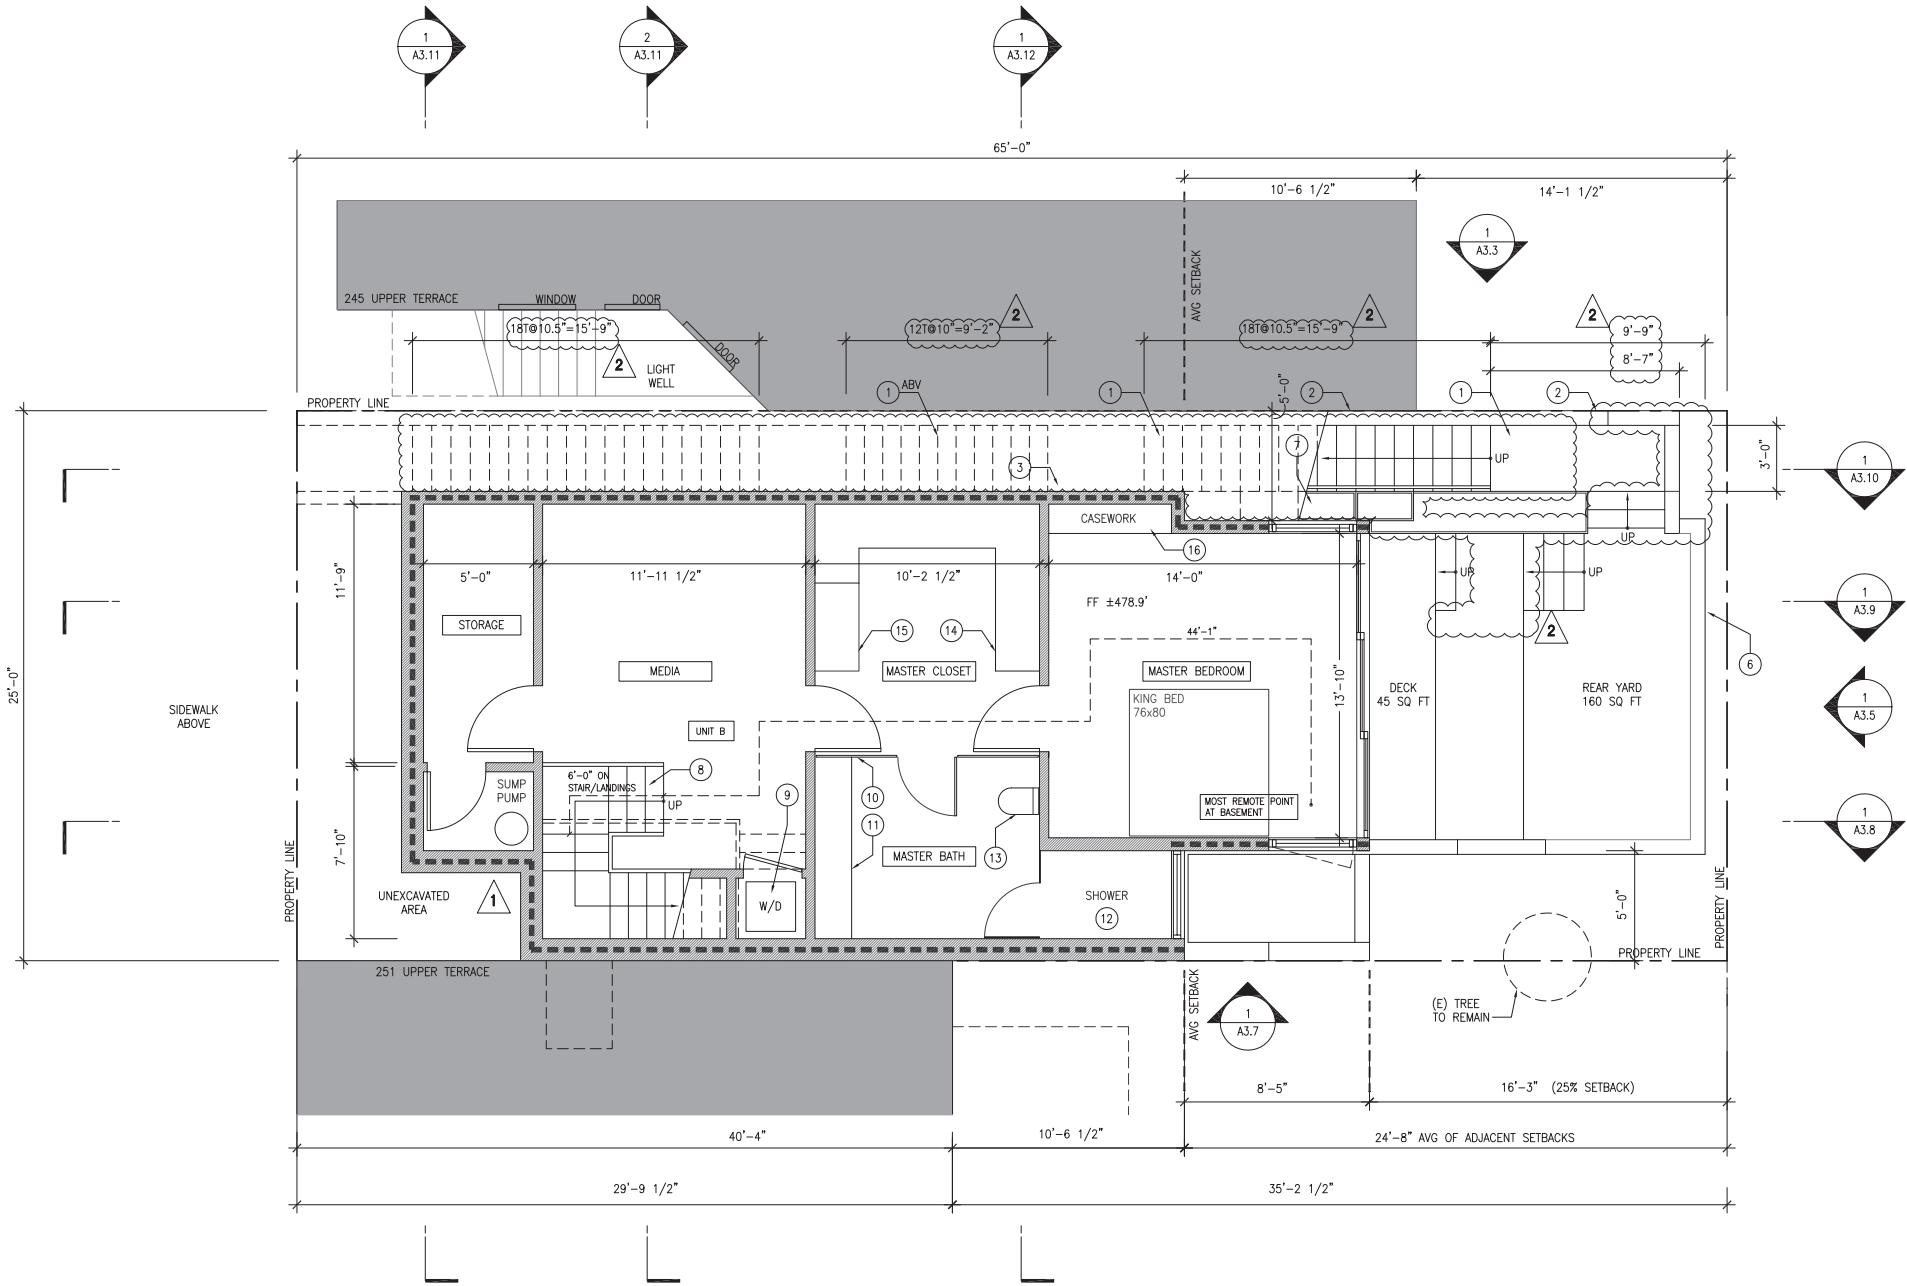 1
A3.11
2
A3.11
1
A3.12
65'-0"
10'-6 1/2"
14'-1 1/2"
1
A3.3
AVG SETBACK
245 UPPER TERRACE
WINDOW
DOOR
DOOR
18T@10.5"=15'-9"
12T@10"=9'-2"
2
18T@10.5"=15'-9"
2
2
9'-9"
8'-7"
2
LIGHT
WELL
PROPERTY LINE
1
ABV
1
5'-0"
2
1
2
7
UP
3
3'-0"
1
A3.10
CASEWORK
16
UP
11'-9"
5'-0"
11'-11 1/2"
10'-2 1/2"
14'-0"
FF ±478.9'
UP
UP
1
A3.9
STORAGE
15
14
44'-1"
2
6
MEDIA
MASTER CLOSET
MASTER BEDROOM
13'-10"
KING BED
76x80
DECK
45 SQ FT
REAR YARD
160 SQ FT
1
A3.5
25'-0"
SIDEWALK
ABOVE
UNIT B
8
6'-0" ON
STAIR/LANDINGS
SUMP
PUMP
UP
9
10
11
MOST REMOTE POINT
AT BASEMENT
1
A3.8
7'-10"
MASTER BATH
13
PROPERTY LINE
UNEXCAVATED
AREA
1
W/D
SHOWER
12
5'-0"
PROPERTY LINE
PROPERTY LINE
251 UPPER TERRACE
AVG SETBACK
1
A3.7
(E) TREE
TO REMAIN
8'-5"
16'-3" (25% SETBACK)
40'-4"
10'-6 1/2"
24'-8" AVG OF ADJACENT SETBACKS
29'-9 1/2"
35'-2 1/2"